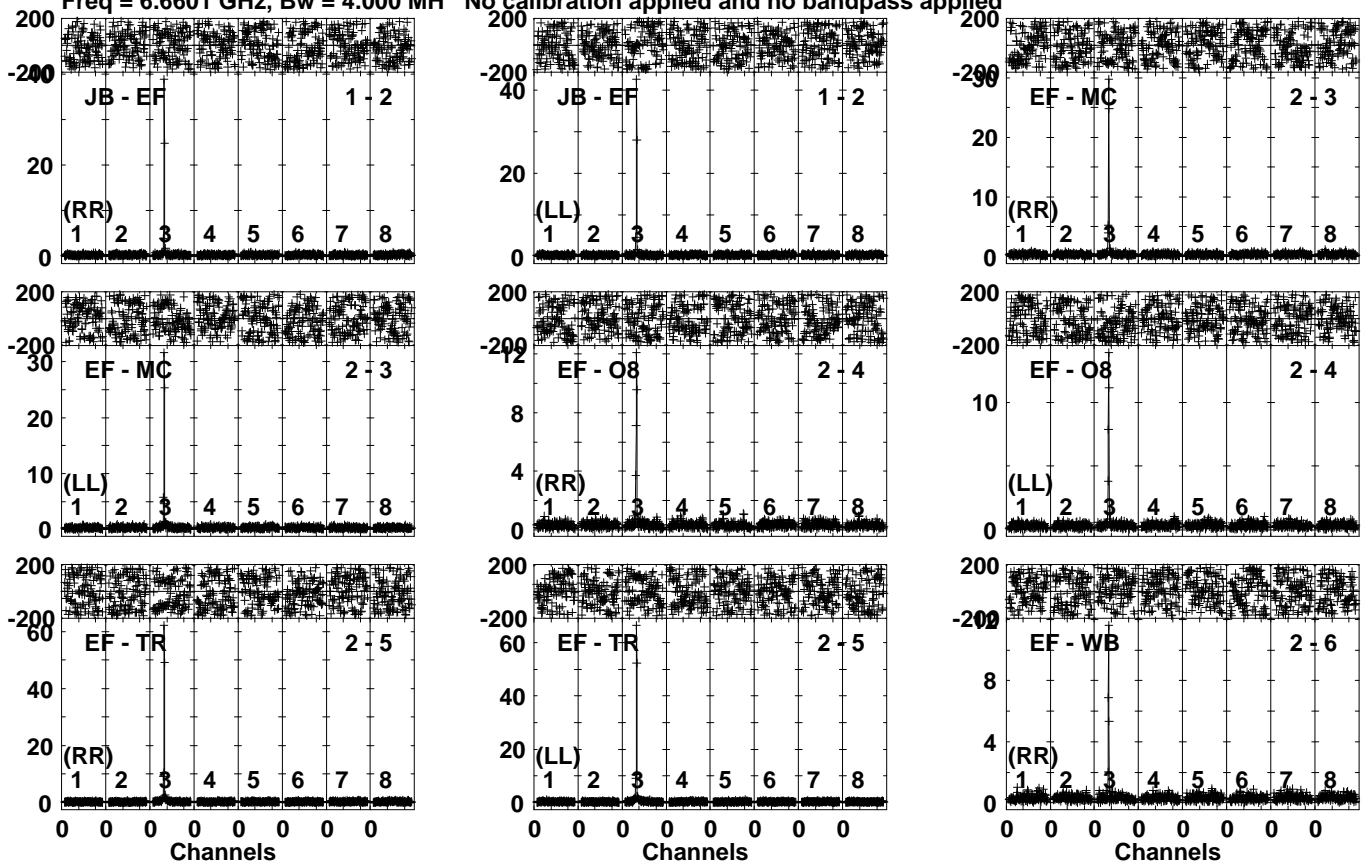 Freq = 6.6601 GHz, Bw = 4.000 MH No calibration applied and no bandpass applied
200 200 200
-200 -200 -200
40 40 30
JB - EF 1 - 2 JB - EF 1 - 2 EF - MC 2 - 3
20 20 20
10
(RR) (LL) (RR)
1 2 3 4 5 6 7 8 1 2 3 4 5 6 7 8 1 2 3 4 5 6 7 8
0 0 0
200 200 200
-200 -200 -200
30 12
EF - MC 2 - 3 EF - O8 2 - 4 EF - O8 2 - 4
20 8 10
10 4
(LL) (RR) (LL)
1 2 3 4 5 6 7 8 1 2 3 4 5 6 7 8 1 2 3 4 5 6 7 8
0 0 0
200 200 200
-200 -200 -200
60 60 12
EF - TR 2 - 5 EF - TR 2 - 5 EF - WB 2 - 6
40 40 8
20 20 4
(RR) (LL) (RR)
1 2 3 4 5 6 7 8 1 2 3 4 5 6 7 8 1 2 3 4 5 6 7 8
0 0 0
0 0 0 0 0 0 0 0 0 0 0 0 0 0 0 0 0 0 0 0 0 0 0 0
Channels Channels Channels